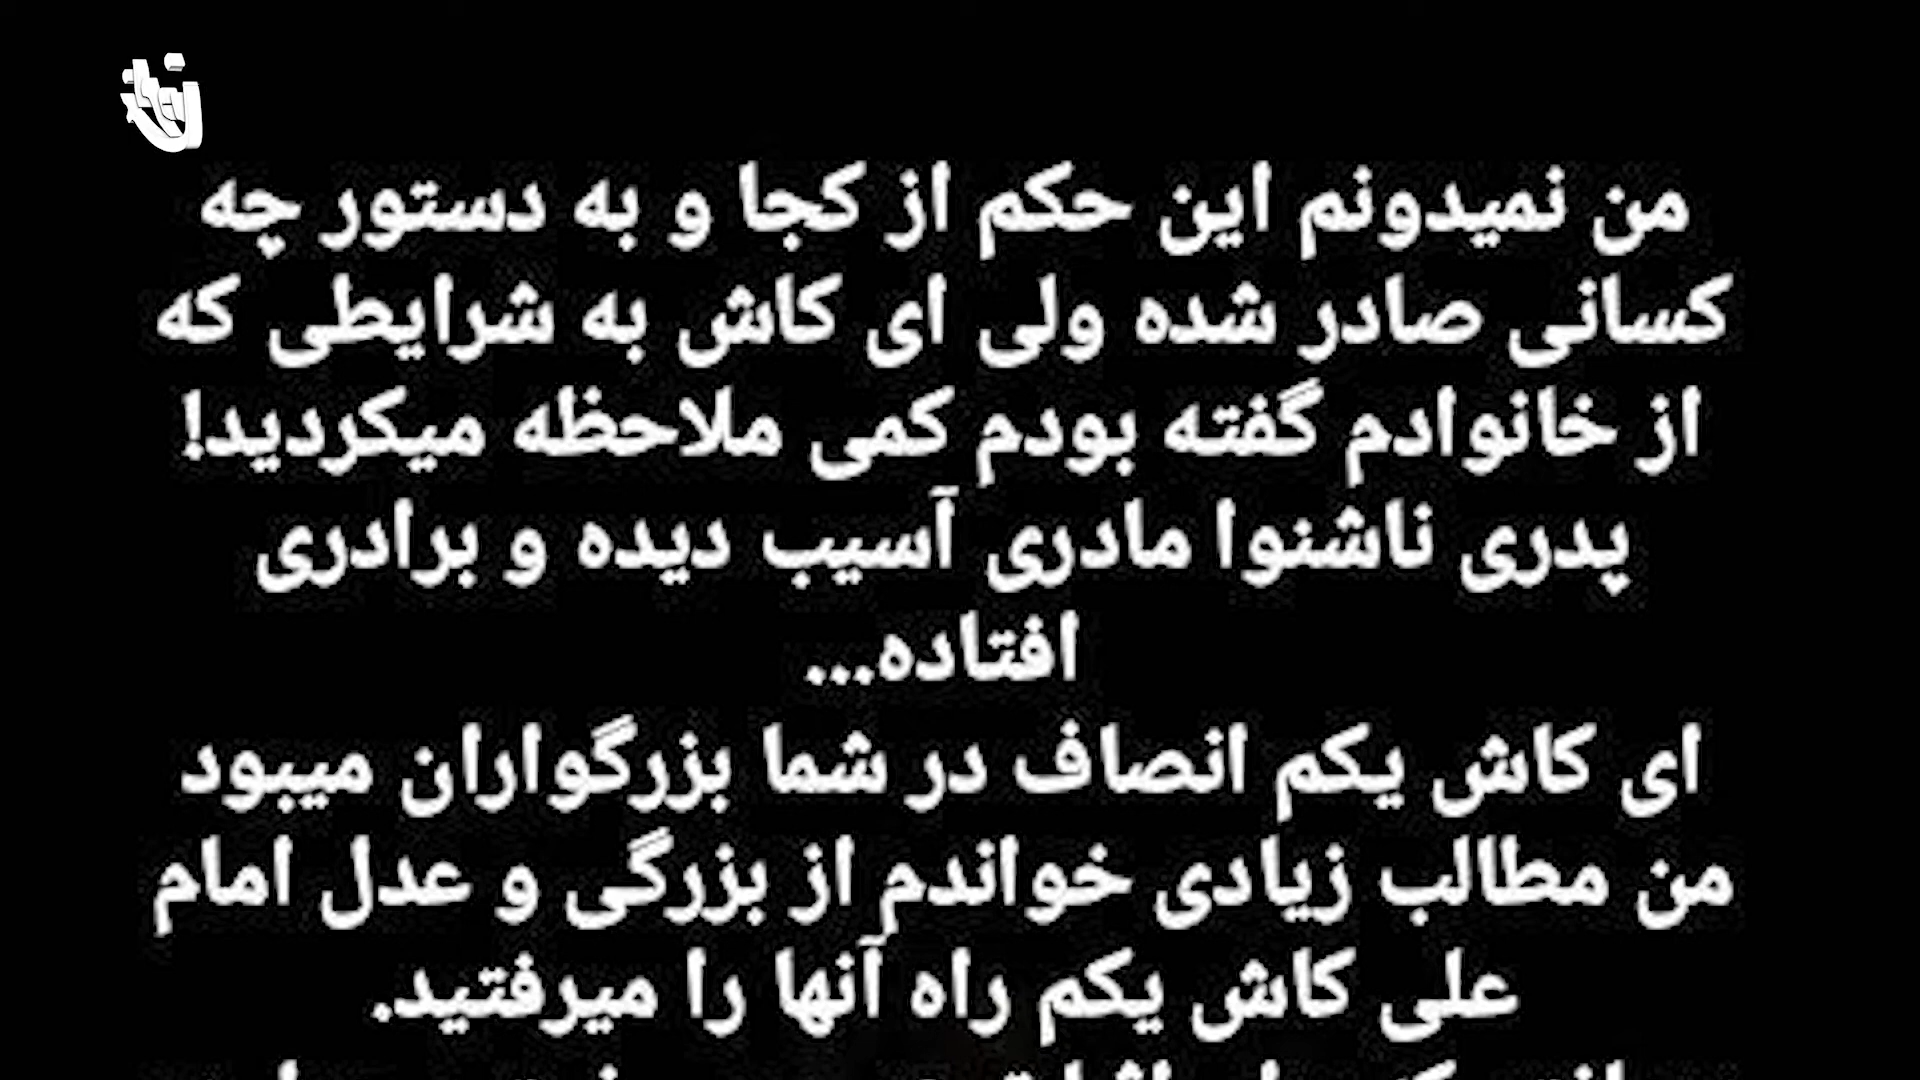 من نمیدونم این حکم از کجا و به دستور چه
کسانی صادر شده ولی ای کاش به شرایطی که
از خانوادم گفته بودم کمی ملاحظه میکردید!
پدری ناشنوا مادری آسیب دیده و برادری
افتاده...
ای کاش یکم انصاف در شما بزرگواران میبود
من مطالب زیادی خواندم از بزرگی و عدل امام
علی کاش یکم راه آنها را میرفتید.